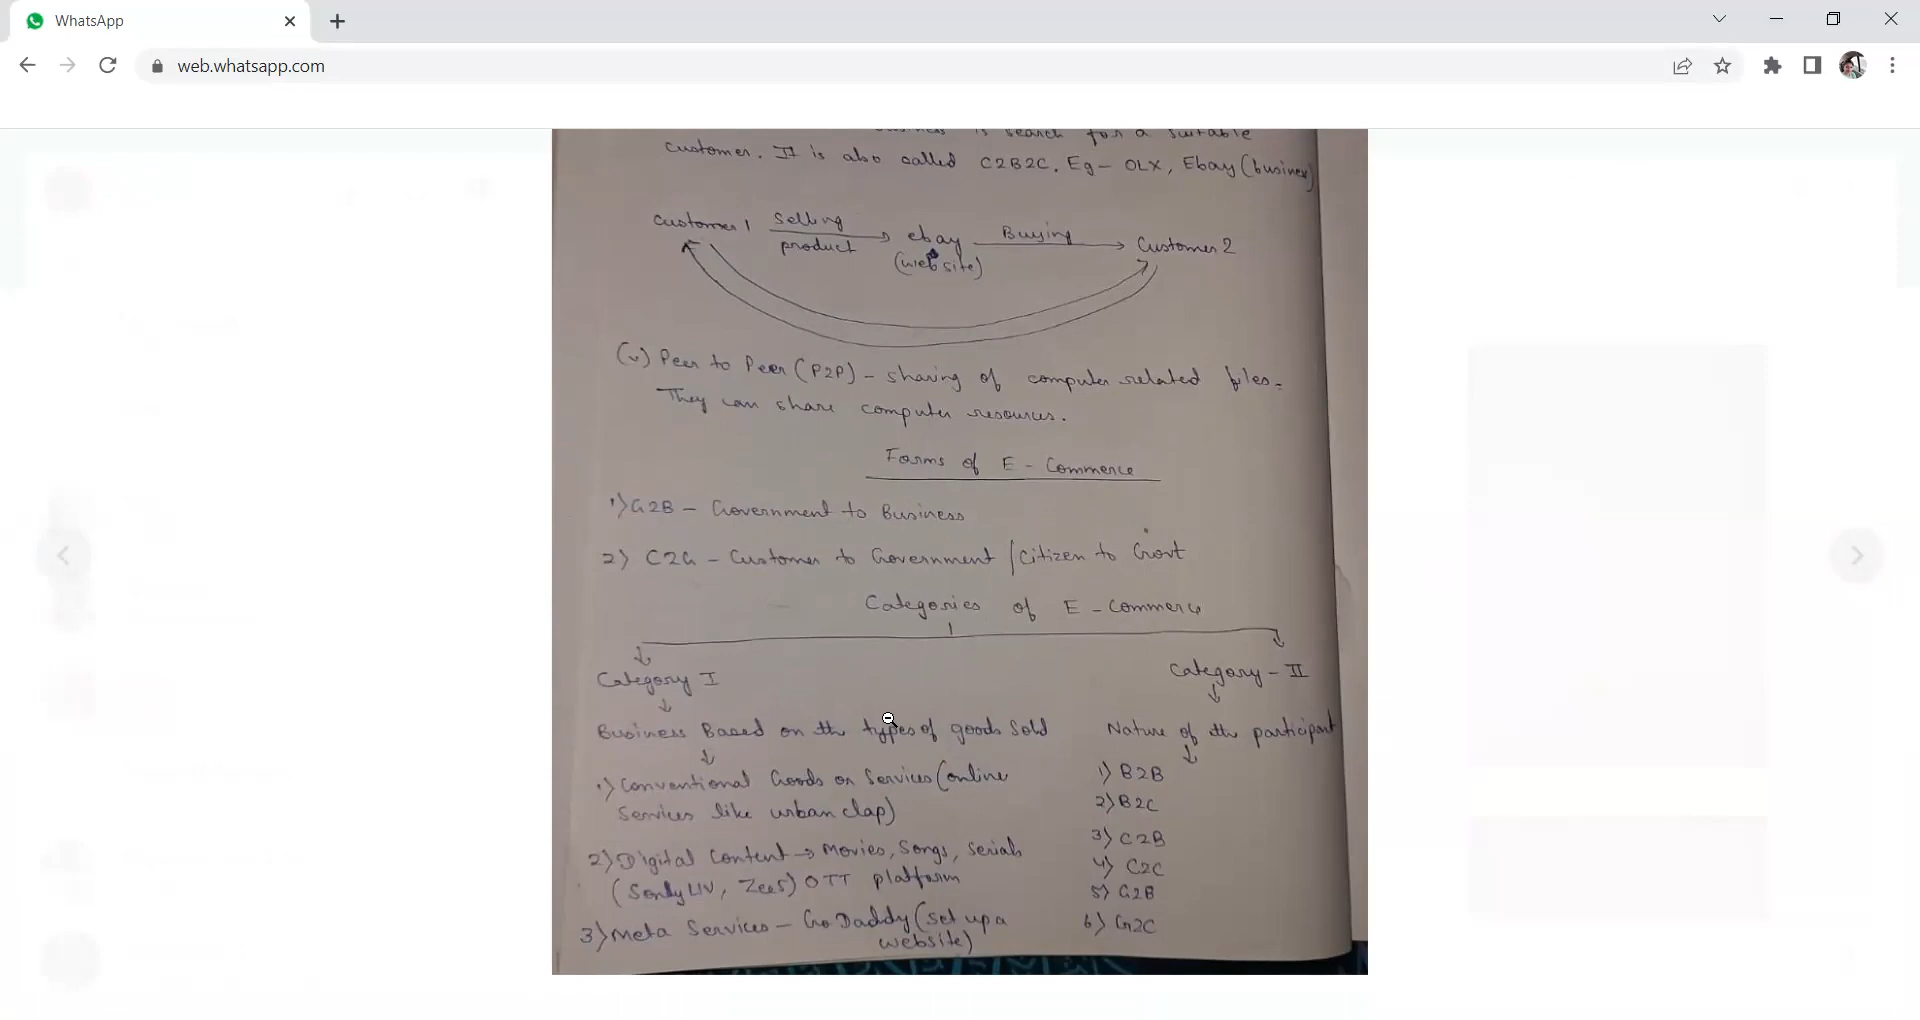 WhatsApp
web.whatsapp.com
is search for a suitable
customer. It is also called C2B2C. Eg - OLX, Ebay (business)
Customer 1 Selling product → ebay (website) Buying → Customer 2
(v) Peer to Peer (P2P) - sharing of computer related files.
They can share computer resources.
Forms of E - Commerce
1) G2B - Government to Business
2) C2G - Customer to Government / Citizen to Govt
Categories of E - Commerce
Category I
Category - II
Business Based on the types of goods sold
Nature of the participant
1) Conventional Goods or Services (online
Services like urban clap)
2) Digital Content → Movies, Songs, Serials
(SonyLIV, Zee5) OTT platform
3) Meta Services - Go Daddy (set up a
website)
1) B2B
2) B2C
3) C2B
4) C2C
5) G2B
6) G2C